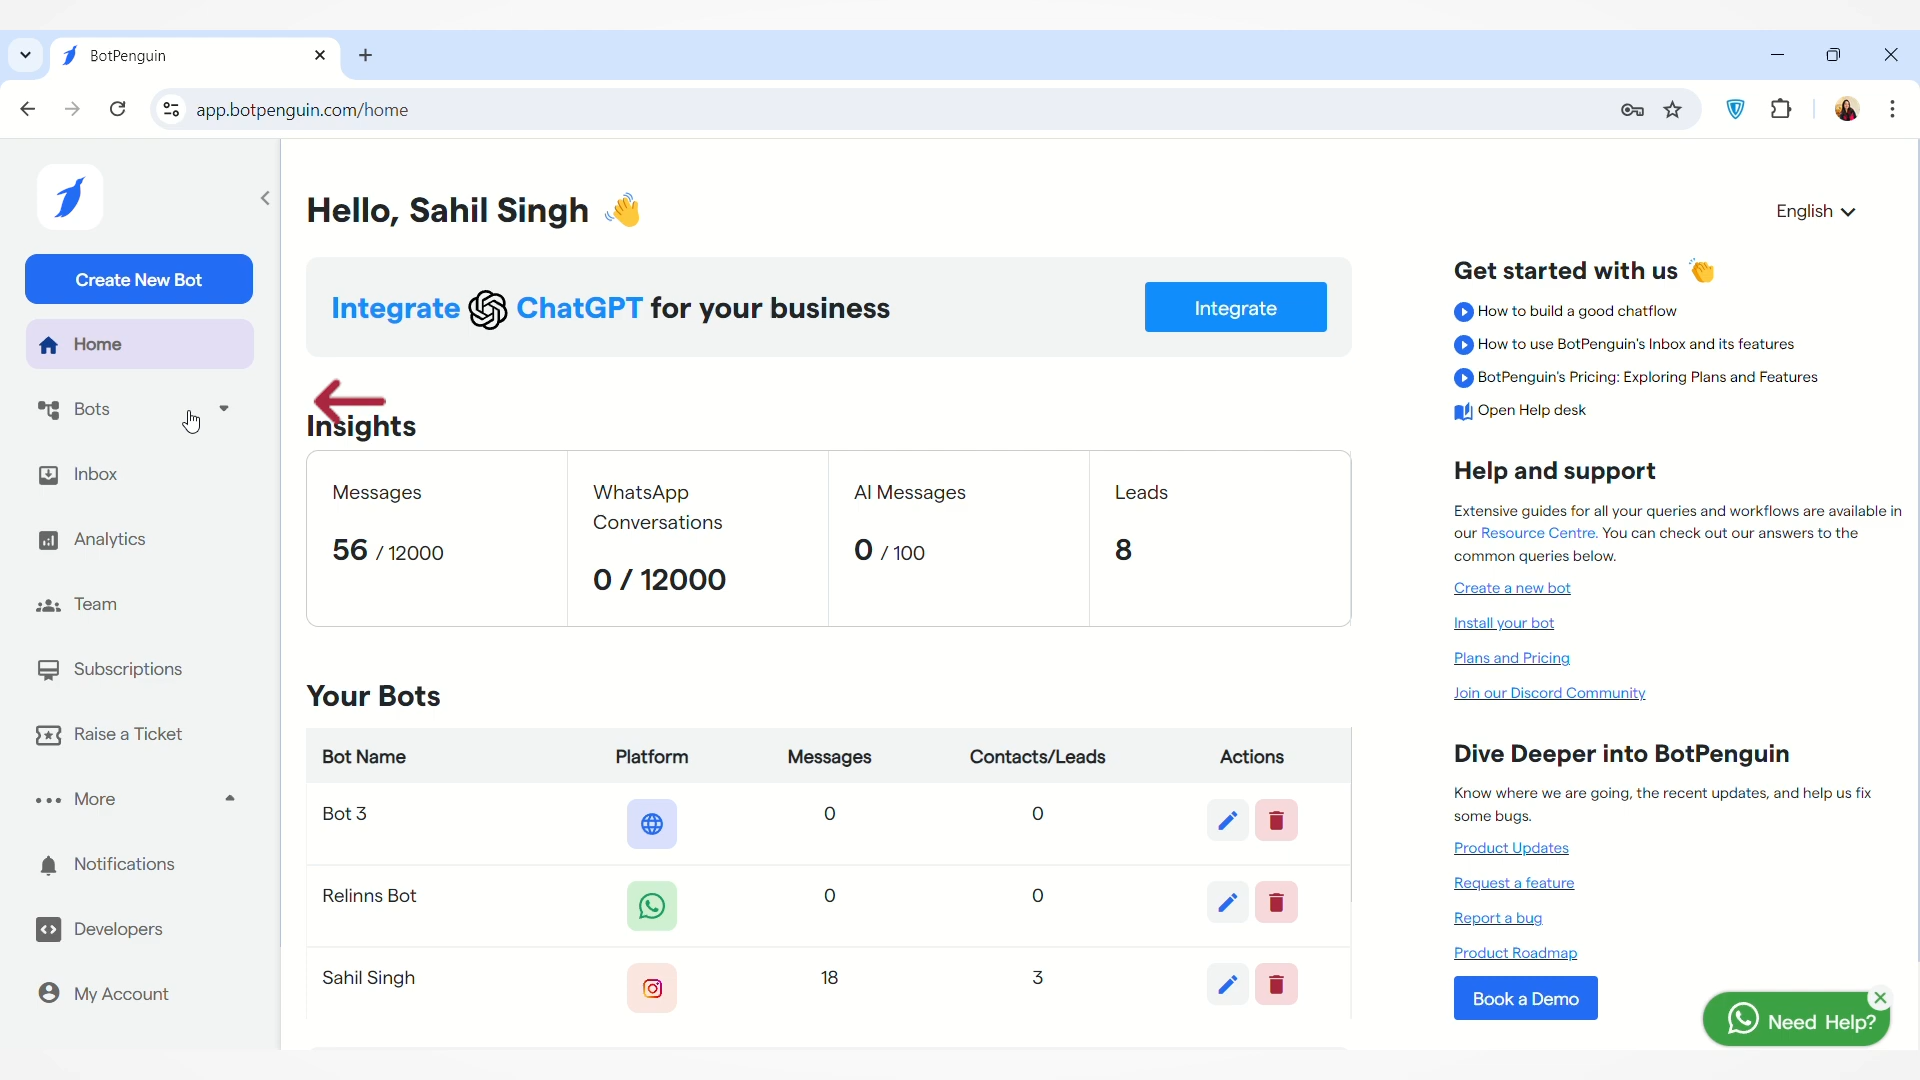 BotPenguin
app.botpenguin.com/home
Create New Bot
Home
Bots
Inbox
Analytics
Team
Subscriptions
Raise a Ticket
More
Notifications
Developers
My Account
Hello, Sahil Singh
English
Integrate ChatGPT for your business
Integrate
Insights
Messages
56 / 12000
WhatsApp
Conversations
0 / 12000
AI Messages
0 / 100
Leads
8
Your Bots
Bot Name Platform Messages Contacts/Leads Actions
Bot 3 0 0
Relinns Bot 0 0
Sahil Singh 18 3
Get started with us
How to build a good chatflow
How to use BotPenguin's Inbox and its features
BotPenguin's Pricing: Exploring Plans and Features
Open Help desk
Help and support
Extensive guides for all your queries and workflows are available in
our Resource Centre. You can check out our answers to the
common queries below.
Create a new bot
Install your bot
Plans and Pricing
Join our Discord Community
Dive Deeper into BotPenguin
Know where we are going, the recent updates, and help us fix
some bugs.
Product Updates
Request a feature
Report a bug
Product Roadmap
Book a Demo
Need Help?